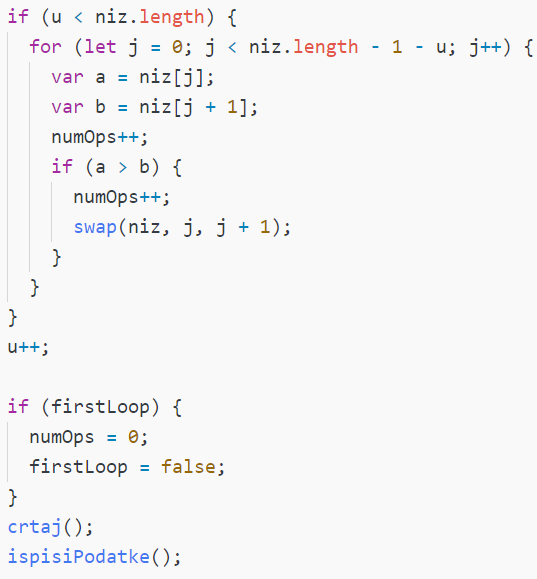 if (u < niz.length) {
for (let j = 0; j < niz.length - 1 - u; j++) {
var a = niz[j];
var b = niz[j + 1];
numOps++;
if (a > b) {
numOps++;
swap(niz, j, j + 1);
}
}
}
u++;
if (firstLoop) {
numOps = 0;
firstLoop = false;
}
crtaj();
ispisiPodatke();